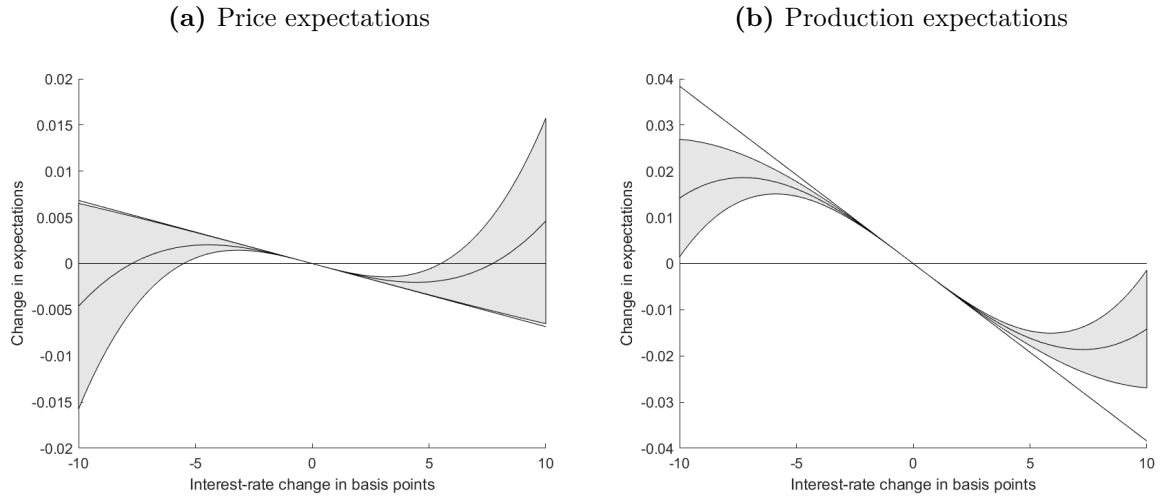 (a) Price expectations
(b) Production expectations
0.02
0.015
0.01
0.005
0
-0.005
-0.01
-0.015
-0.02
Change in expectations
-10 -5 0 5 10
Interest-rate change in basis points
0.04
0.03
0.02
0.01
0
-0.01
-0.02
-0.03
-0.04
Change in expectations
-10 -5 0 5 10
Interest-rate change in basis points